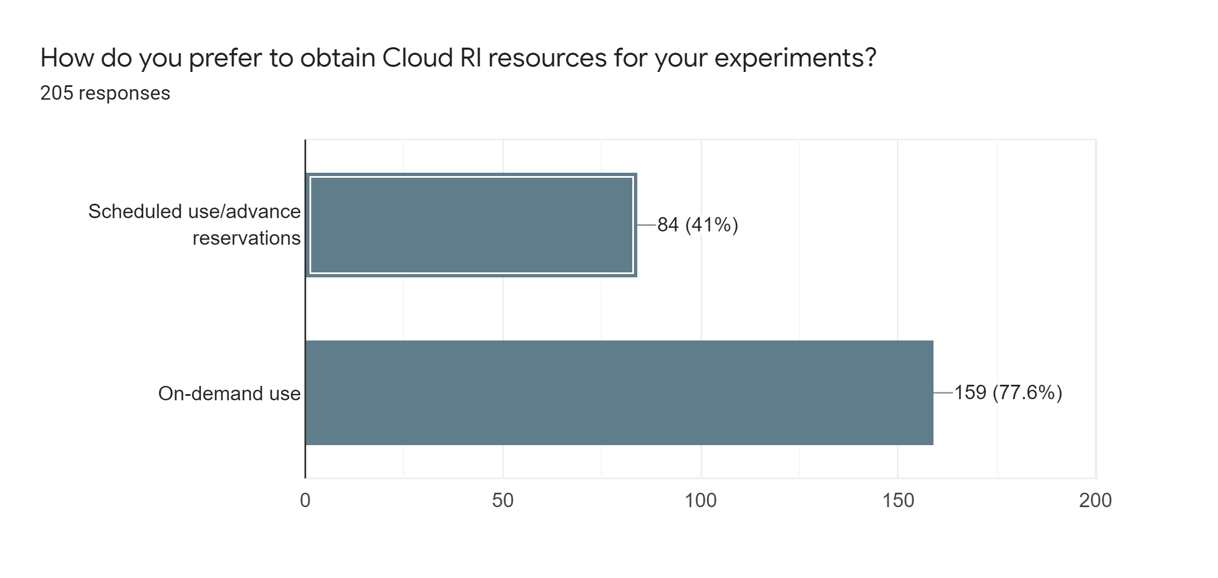 How do you prefer to obtain Cloud RI resources for your experiments?
205 responses
Scheduled use/advance
reservations
84 (41%)
On-demand use
159 (77.6%)
0
50
100
150
200